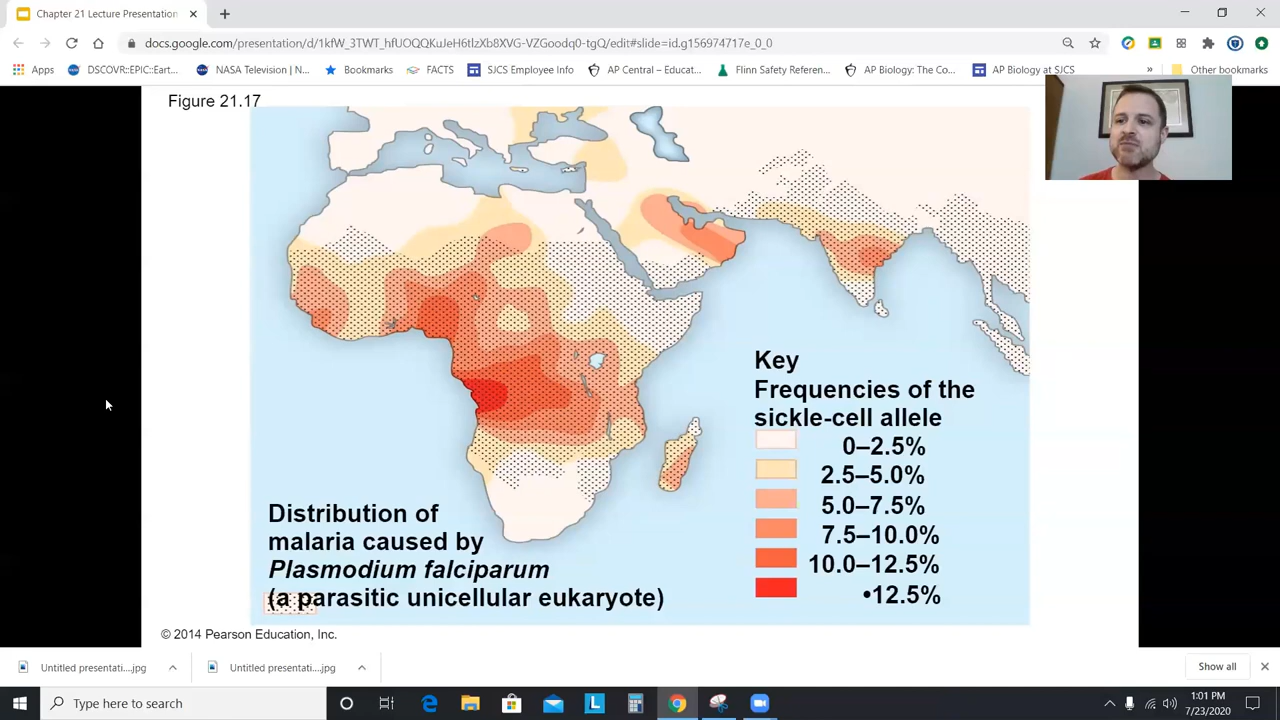 Chapter 21 Lecture Presentation
docs.google.com/presentation/d/1kfW_3TWT_hfUOQOXuJeH6tlzXb8XVG-VZGoodq0-tgQ/edit#slide=id.g156974717e_0_0
Apps DSCOVR::EPIC::Eart... NASA Television | N... Bookmarks FACTS SJCS Employee Info AP Central – Educat... Flinn Safety Referen... AP Biology: The Co... AP Biology at SJCS » Other bookmarks
Figure 21.17
Key
Frequencies of the
sickle-cell allele
0–2.5%
2.5–5.0%
5.0–7.5%
7.5–10.0%
10.0–12.5%
•12.5%
Distribution of
malaria caused by
Plasmodium falciparum
(a parasitic unicellular eukaryote)
© 2014 Pearson Education, Inc.
Untitled presentati....jpg Untitled presentati....jpg Show all
Type here to search
1:01 PM
7/23/2020